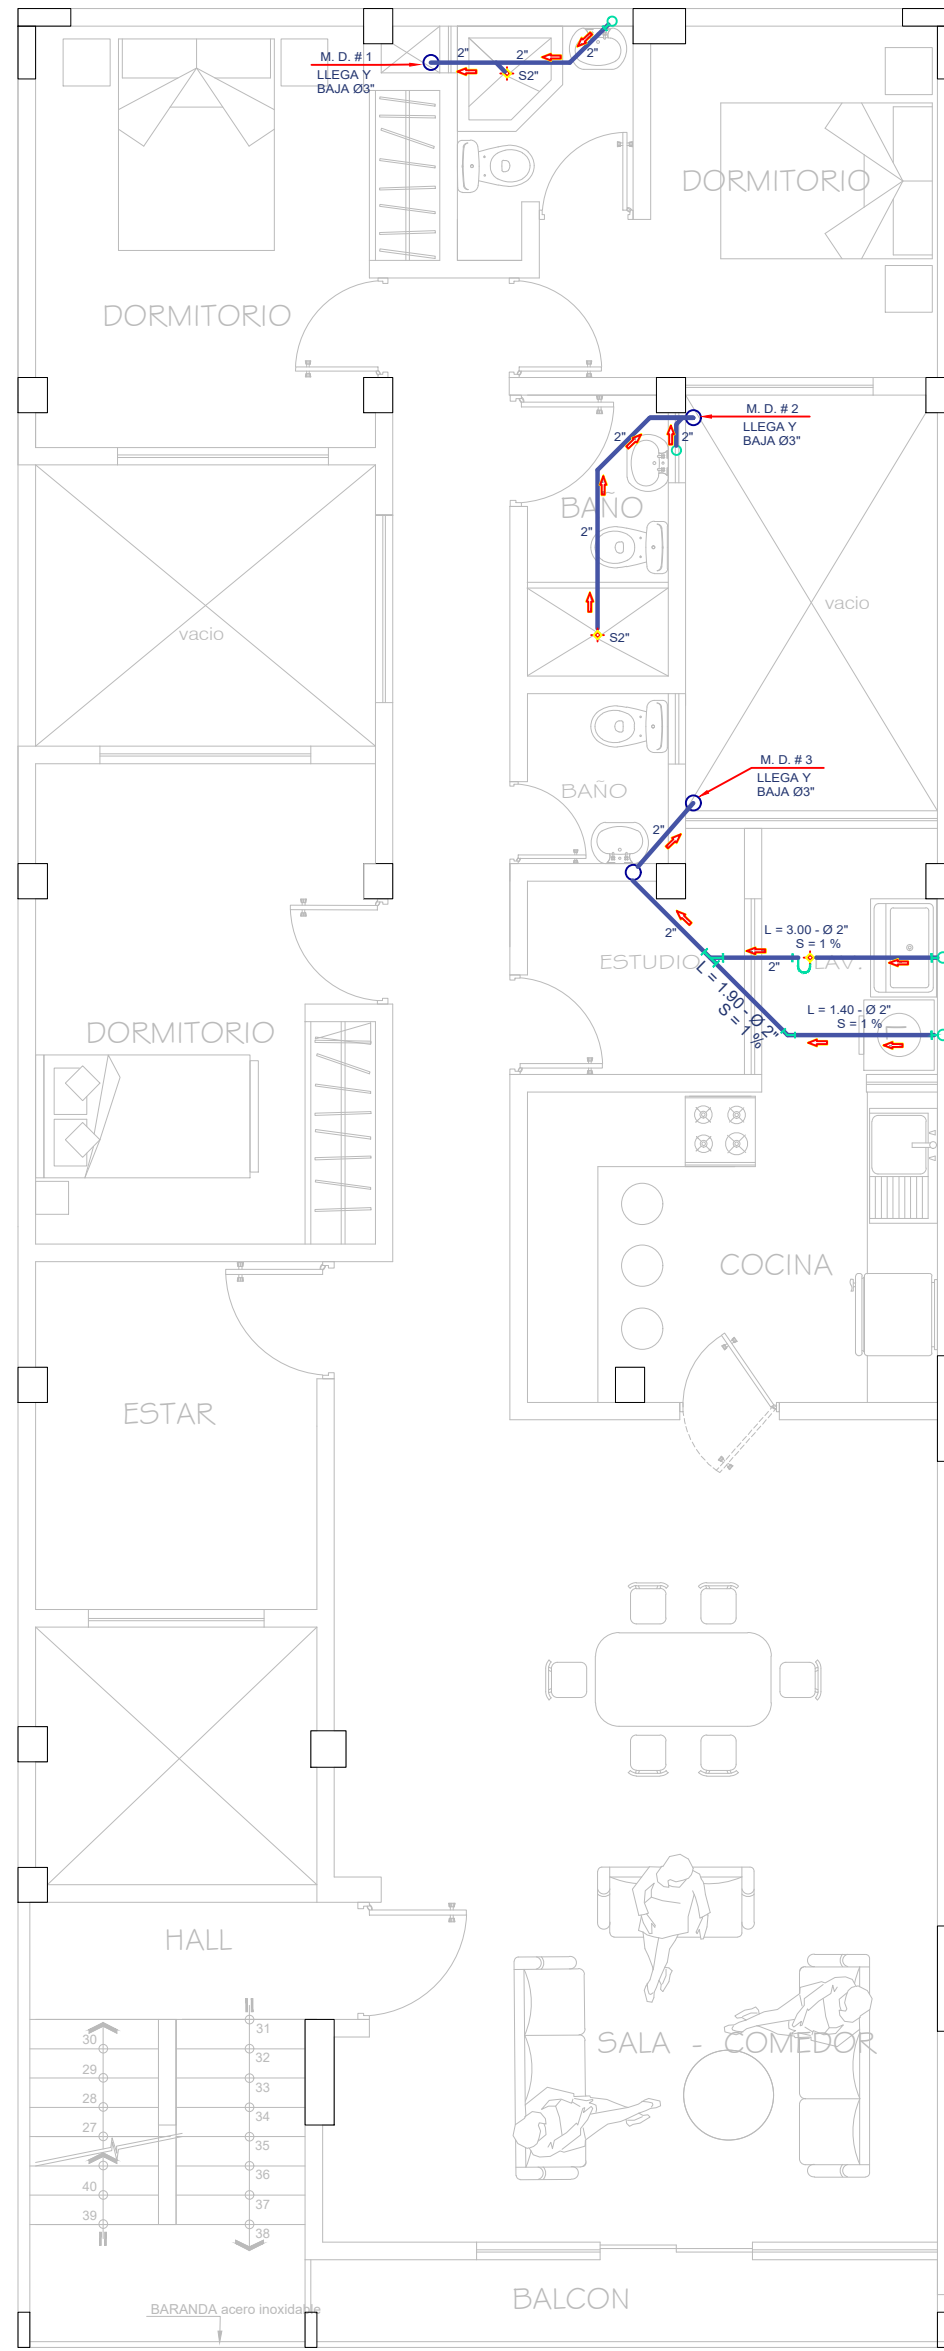 M. D. # 1
LLEGA Y
BAJA Ø3"
2"
2"
2"
S2"
DORMITORIO
DORMITORIO
M. D. # 2
LLEGA Y
BAJA Ø3"
2"
2"
BAÑO
2"
S2"
vacio
vacio
M. D. # 3
LLEGA Y
BAJA Ø3"
BAÑO
2"
2"
L = 3.00 - Ø 2"
S = 1 %
2"
ESTUDIO
LAV.
L = 1.90 - Ø 2"
S = 1 %
L = 1.40 - Ø 2"
S = 1 %
DORMITORIO
COCINA
ESTAR
HALL
SALA - COMEDOR
30
29
28
27
40
39
31
32
33
34
35
36
37
38
BALCON
BARANDA acero inoxidable